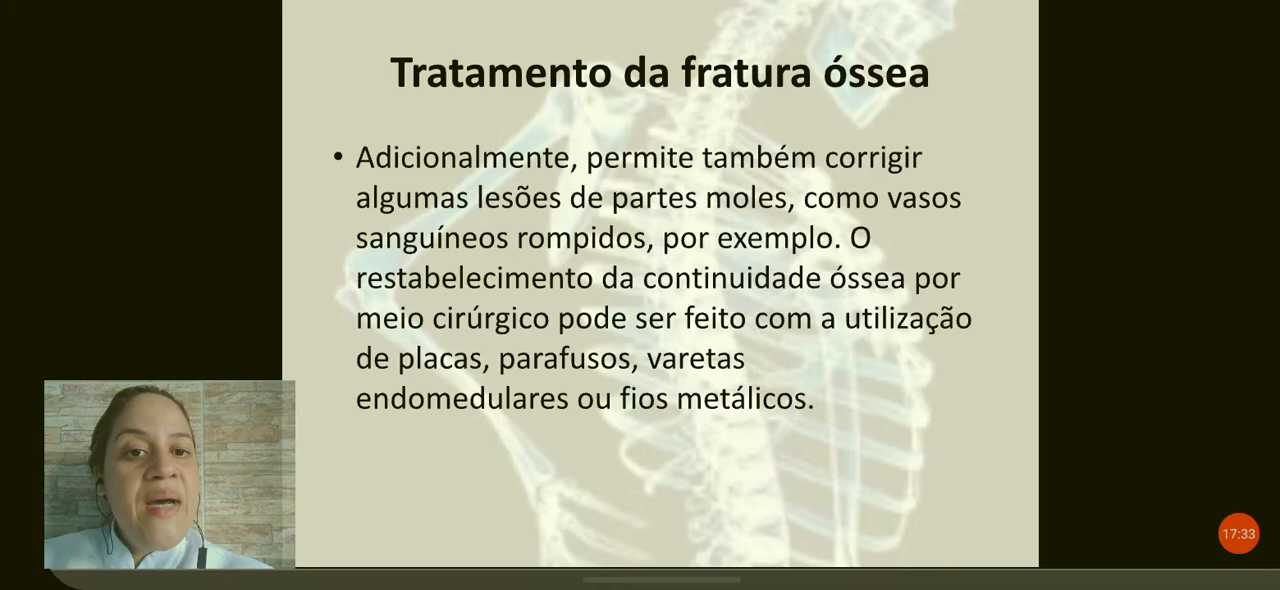 Tratamento da fratura óssea
• Adicionalmente, permite também corrigir
algumas lesões de partes moles, como vasos
sanguíneos rompidos, por exemplo. O
restabelecimento da continuidade óssea por
meio cirúrgico pode ser feito com a utilização
de placas, parafusos, varetas
endomedulares ou fios metálicos.
17:33